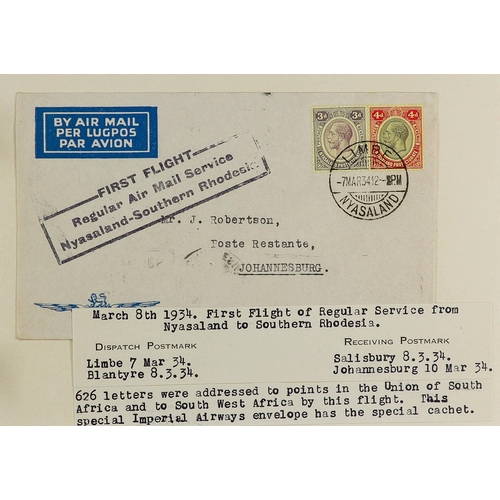 BY AIR MAIL
PER LUGPOS
PAR AVION
FIRST FLIGHT
Regular Air Mail Service
Nyasaland-Southern Rhodesia
3d 3d
4d 4d
LIMBE
-7MAR3412-PM
NYASALAND
Mr. J. Robertson,
Poste Restante,
JOHANNESBURG.
March 8th 1934. First Flight of Regular Service from
Nyasaland to Southern Rhodesia.
DISPATCH POSTMARK
RECEIVING POSTMARK
Limbe 7 Mar 34.
Salisbury 8.3.34.
Blantyre 8.3.34.
Johannesburg 10 Mar 34.
626 letters were addressed to points in the Union of South
Africa and to South West Africa by this flight. This
special Imperial Airways envelope has the special cachet.